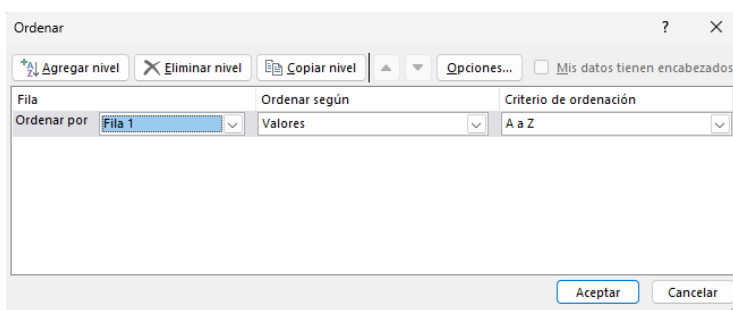 Ordenar ? X
Agregar nivel Eliminar nivel Copiar nivel Opciones... Mis datos tienen encabezados
Fila Ordenar según Criterio de ordenación
Ordenar por Fila 1 Valores A a Z
Aceptar Cancelar